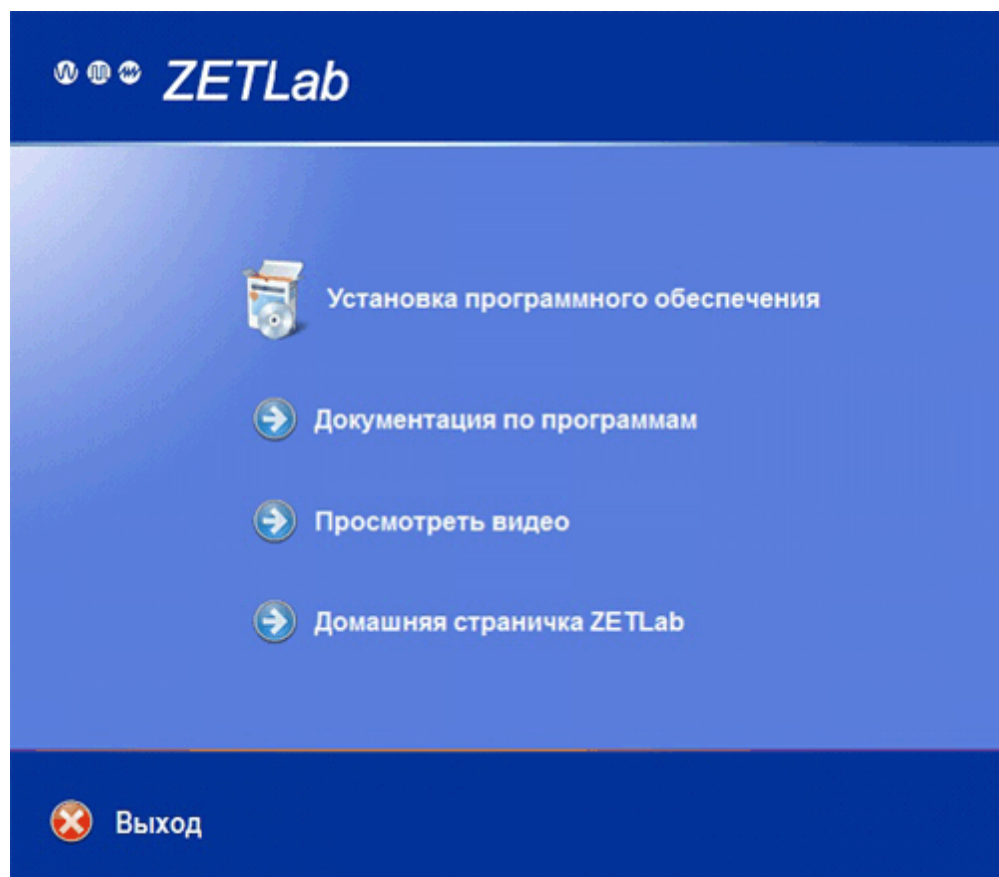 ZETLab
Установка программного обеспечения
Документация по программам
Просмотреть видео
Домашняя страничка ZETLab
Выход